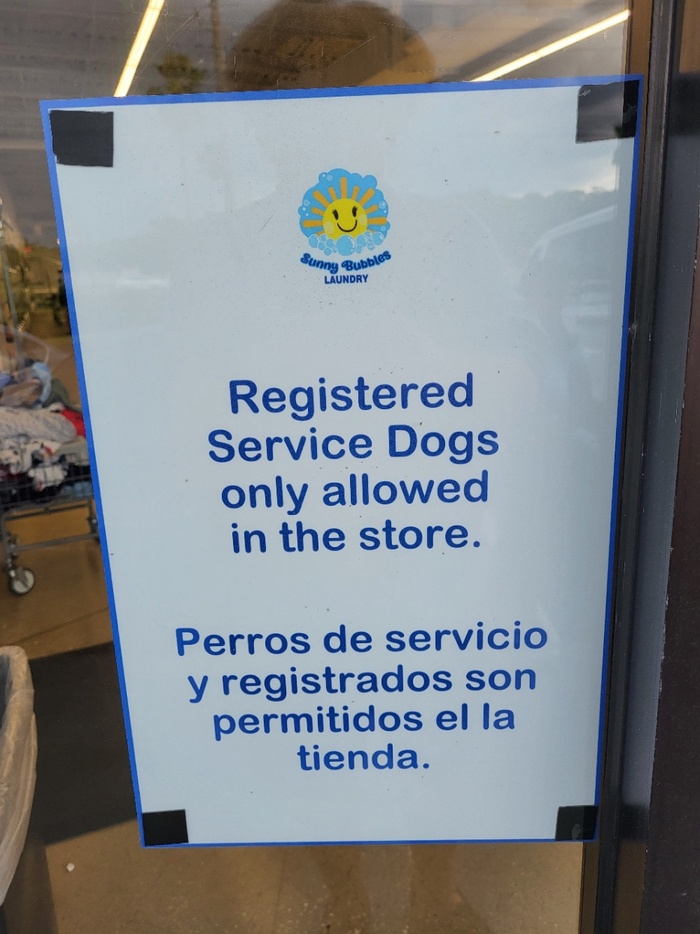 Sunny Bubbles
LAUNDRY
Registered
Service Dogs
only allowed
in the store.
Perros de servicio
y registrados son
permitidos el la
tienda.